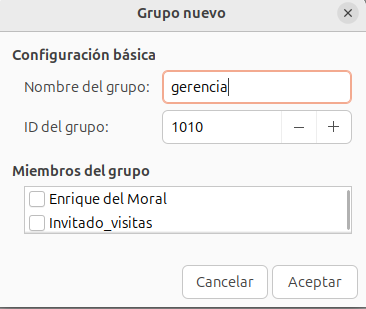 Grupo nuevo
Configuración básica
Nombre del grupo: gerencia
ID del grupo: 1010
Miembros del grupo
Enrique del Moral
Invitado_visitas
Cancelar Aceptar